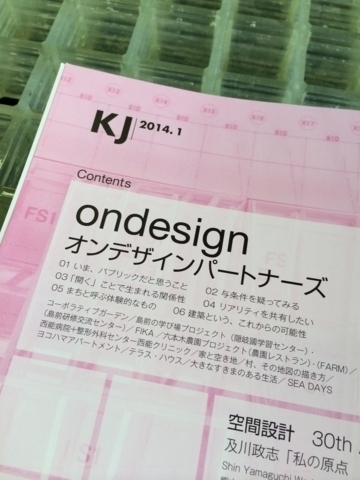 KJ 2014.1
Contents
ondesign
オンデザインパートナーズ
01 いま、パブリックだと思うこと 02 与条件を疑ってみる
03「開く」ことで生まれる関係性 04 リアリティを共有したい
05 まちと呼ぶ体験的なもの 06 建築という、これからの可能性
コーポラティブガーデン／島前の学び場プロジェクト（隠岐國学習センター）・
（島前研修交流センター）／FIKA／六本木農園プロジェクト（農園レストラン）・（FARM）／
西能病院＋整形外科センター西能クリニック／家と空き地／村、その地図の描き方／
ヨコハマアパートメント／テラス・ハウス／大きなすきまのある生活／SEA DAYS
空間設計 30th
及川政志「私の原点
Shin Yamaguchi
FS1